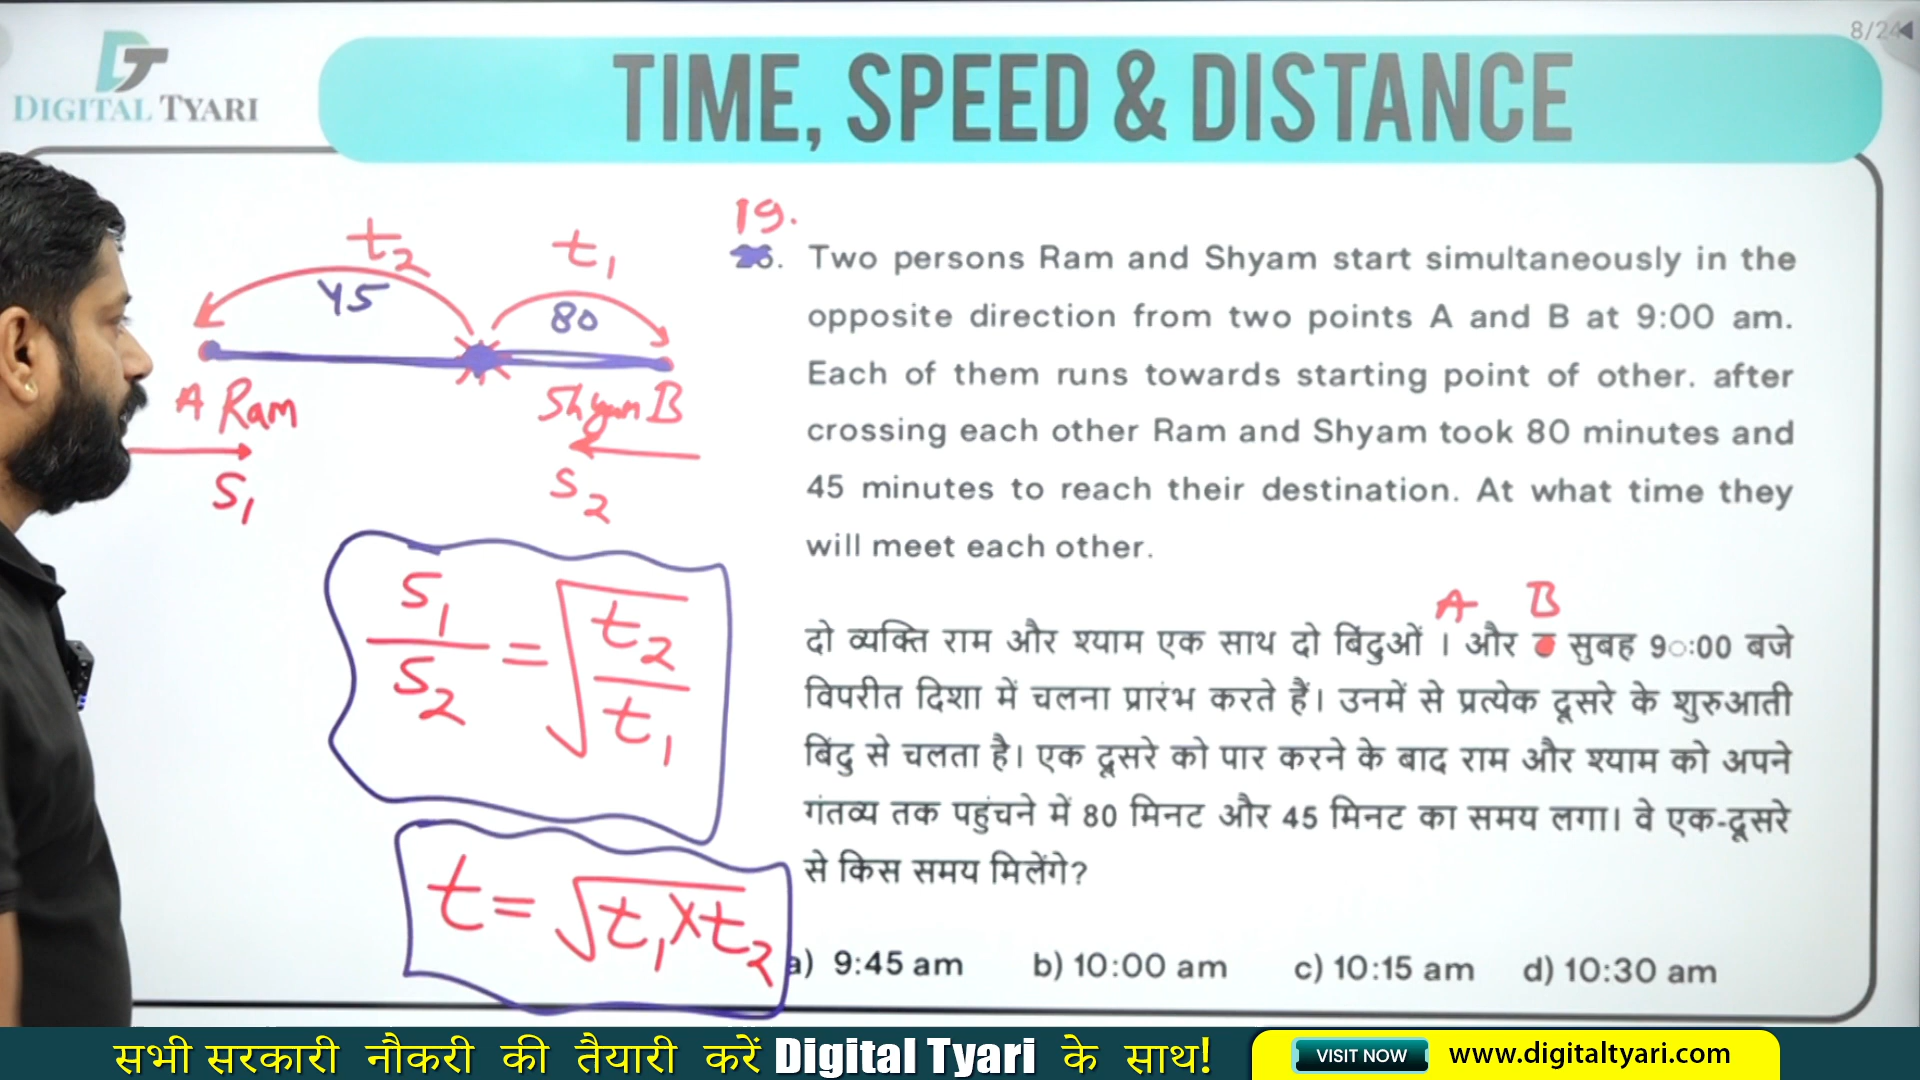 8/24
DT
DIGITAL TYARI
TIME, SPEED & DISTANCE
19.
26. Two persons Ram and Shyam start simultaneously in the
opposite direction from two points A and B at 9:00 am.
Each of them runs towards starting point of other. after
crossing each other Ram and Shyam took 80 minutes and
45 minutes to reach their destination. At what time they
will meet each other.
A B
दो व्यक्ति राम और श्याम एक साथ दो बिंदुओं । और सुबह 9ः00 बजे
विपरीत दिशा में चलना प्रारंभ करते हैं। उनमें से प्रत्येक दूसरे के शुरुआती
बिंदु से चलता है। एक दूसरे को पार करने के बाद राम और श्याम को अपने
गंतव्य तक पहुंचने में 80 मिनट और 45 मिनट का समय लगा। वे एक-दूसरे
से किस समय मिलेंगे?
a) 9:45 am b) 10:00 am c) 10:15 am d) 10:30 am
t2 t1
45 80
A Ram Shyam B
S1 S2
S1/S2 = √t2/t1
t = √t1×t2
सभी सरकारी नौकरी की तैयारी करें Digital Tyari के साथ!
VISIT NOW www.digitaltyari.com